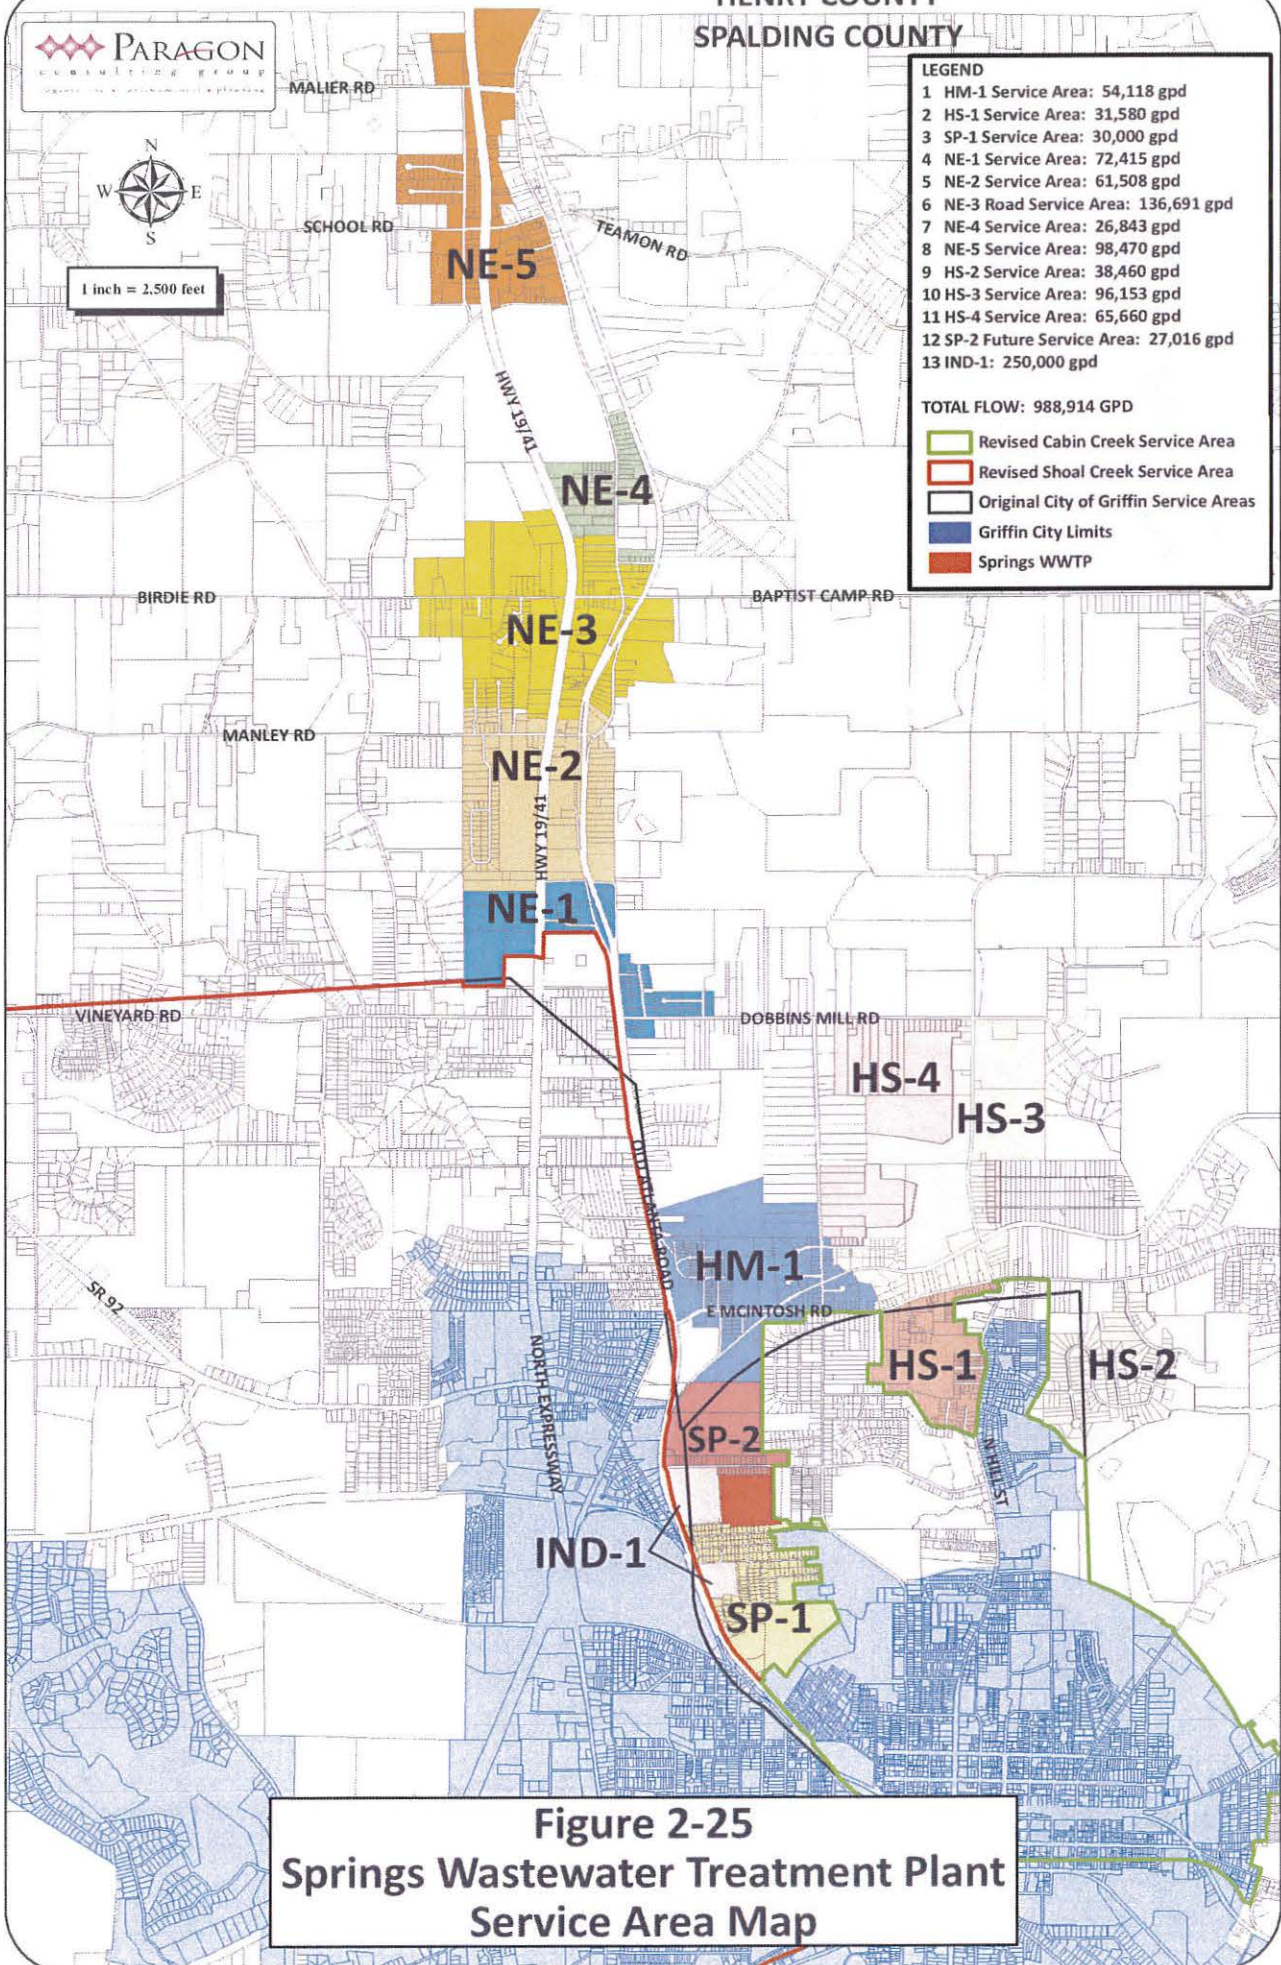 HENRY COUNTY
SPALDING COUNTY
PARAGON
consulting group
MALIER RD
N
W E
S
1 inch = 2,500 feet
SCHOOL RD
TEAMON RD
NE-5
LEGEND
1 HM-1 Service Area: 54,118 gpd
2 HS-1 Service Area: 31,580 gpd
3 SP-1 Service Area: 30,000 gpd
4 NE-1 Service Area: 72,415 gpd
5 NE-2 Service Area: 61,508 gpd
6 NE-3 Road Service Area: 136,691 gpd
7 NE-4 Service Area: 26,843 gpd
8 NE-5 Service Area: 98,470 gpd
9 HS-2 Service Area: 38,460 gpd
10 HS-3 Service Area: 96,153 gpd
11 HS-4 Service Area: 65,660 gpd
12 SP-2 Future Service Area: 27,016 gpd
13 IND-1: 250,000 gpd
TOTAL FLOW: 988,914 GPD
Revised Cabin Creek Service Area
Revised Shoal Creek Service Area
Original City of Griffin Service Areas
Griffin City Limits
Springs WWTP
HWY 19/41
NE-4
BIRDIE RD
BAPTIST CAMP RD
NE-3
MANLEY RD
NE-2
HWY 19/41
NE-1
VINEYARD RD
DOBBINS MILL RD
HS-4
HS-3
OLD ATLANTA ROAD
HM-1
SR 92
E MCINTOSH RD
NORTH EXPRESSWAY
HS-1
HS-2
SP-2
N HILL ST
IND-1
SP-1
Figure 2-25
Springs Wastewater Treatment Plant
Service Area Map